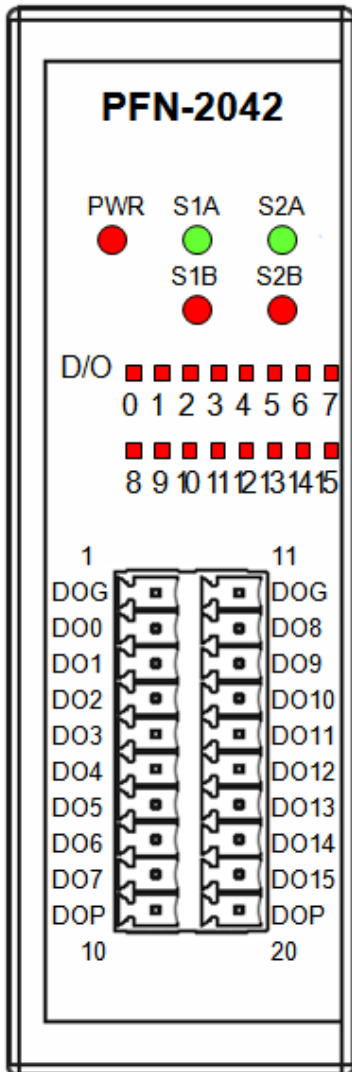 PFN-2042
PWR S1A S2A
S1B S2B
D/O
0 1 2 3 4 5 6 7
8 9 10 11 12 13 14 15
1 11
DOG DOG
DO0 DO8
DO1 DO9
DO2 DO10
DO3 DO11
DO4 DO12
DO5 DO13
DO6 DO14
DO7 DO15
DOP DOP
10 20